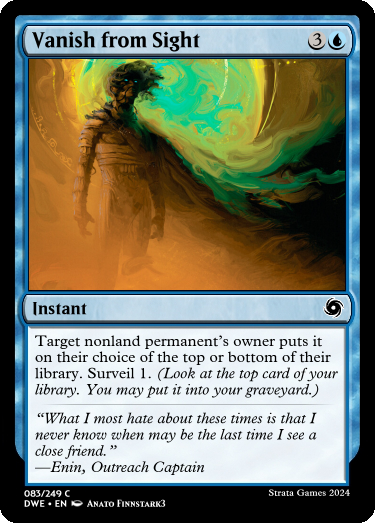 Vanish from Sight 3
Instant
Target nonland permanent's owner puts it
on their choice of the top or bottom of their
library. Surveil 1. (Look at the top card of your
library. You may put it into your graveyard.)
“What I most hate about these times is that I
never know when may be the last time I see a
close friend.”
—Enin, Outreach Captain
083/249 C
DWE • EN Anato Finnstark3
Strata Games 2024